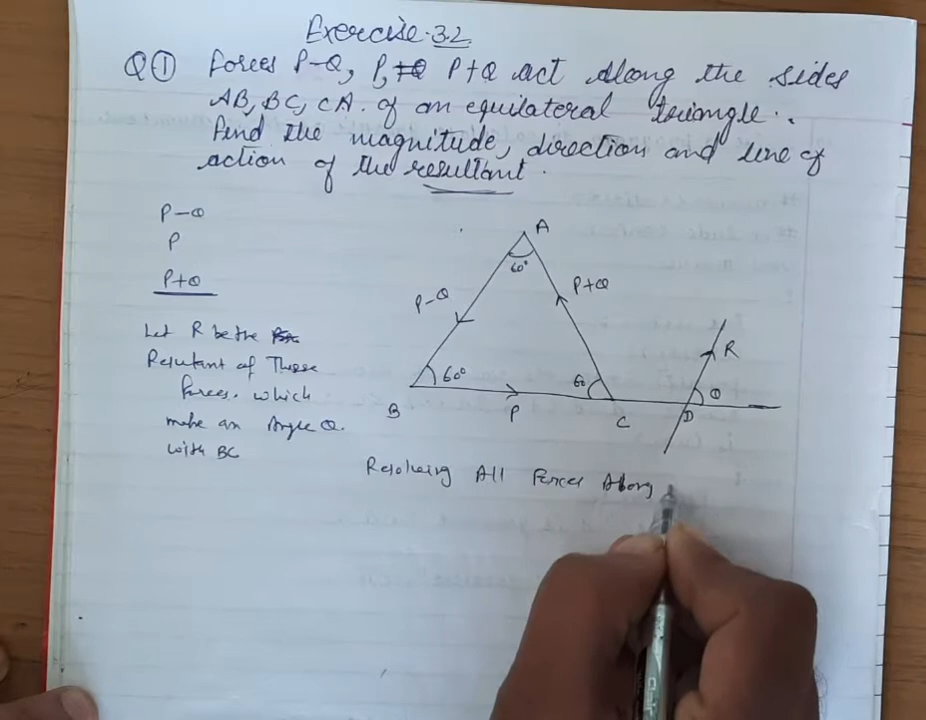 Exercise.3.2
Q① Forces P-Q, P, P+Q act along the sides
AB, BC, CA. of an equilateral triangle.
Find the magnitude, direction and line of
action of the resultant.
P-Q
P
P+Q
Let R be the
Resultant of These
forces. which
make an Angle Q.
with BC
A
60°
P-Q
P+Q
R
60°
60
Q
B
P
C
D
Resolving All Forces Along